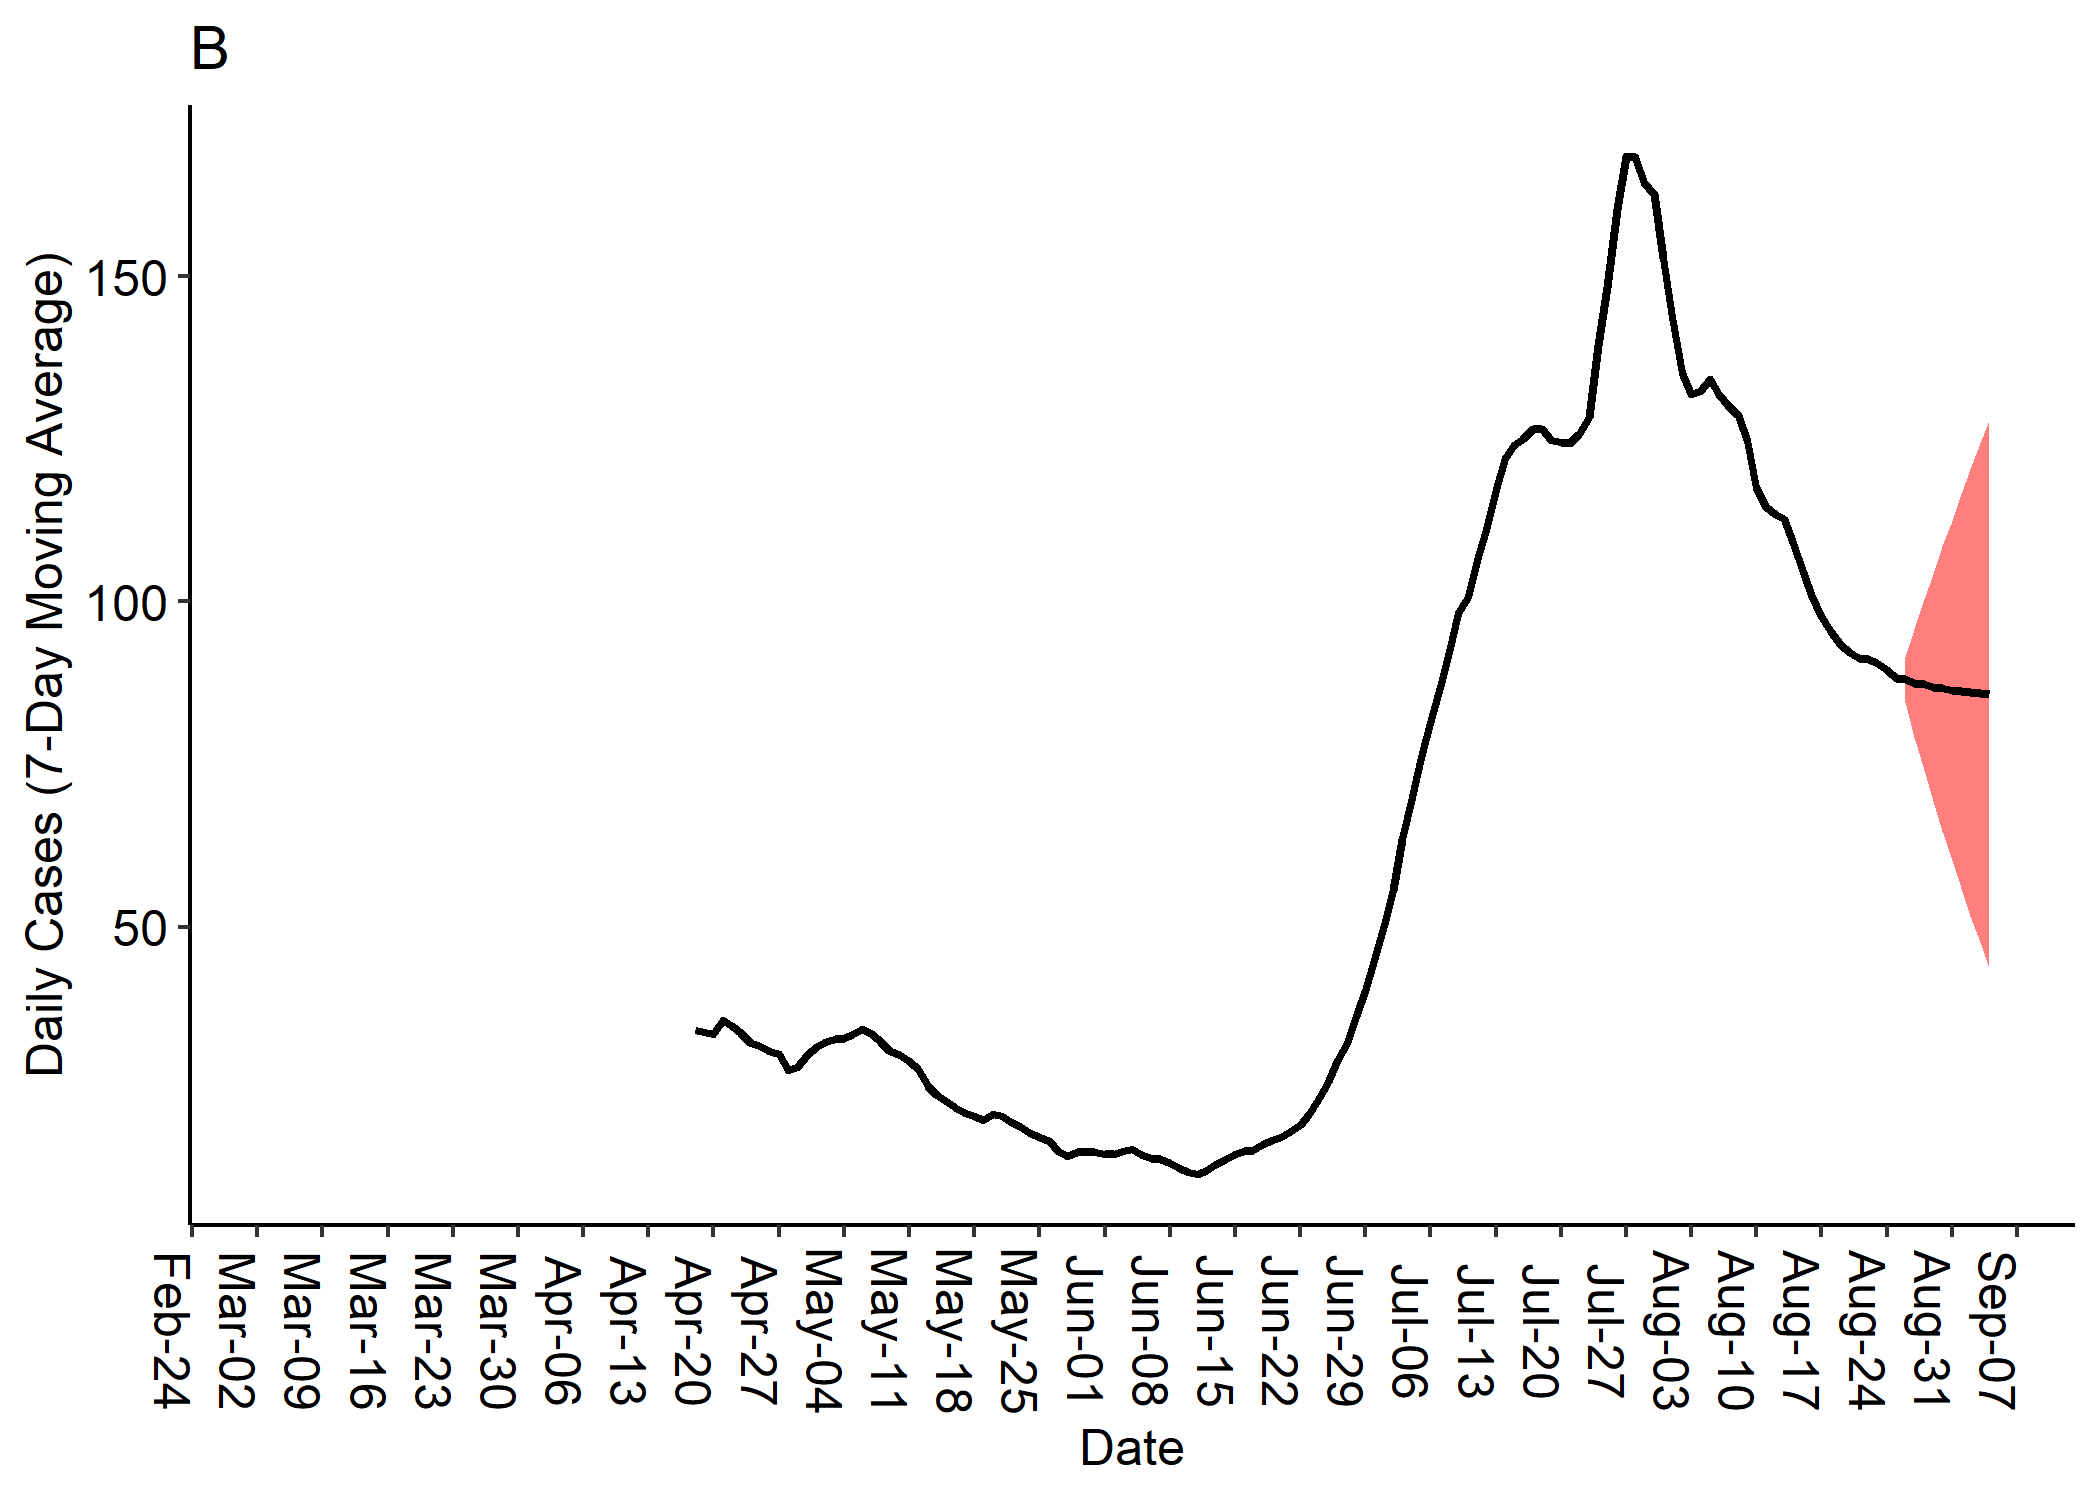 B
Daily Cases (7-Day Moving Average)
150
100
50
Feb-24
Mar-02
Mar-09
Mar-16
Mar-23
Mar-30
Apr-06
Apr-13
Apr-20
Apr-27
May-04
May-11
May-18
May-25
Jun-01
Jun-08
Jun-15
Jun-22
Jun-29
Jul-06
Jul-13
Jul-20
Jul-27
Aug-03
Aug-10
Aug-17
Aug-24
Aug-31
Sep-07
Date